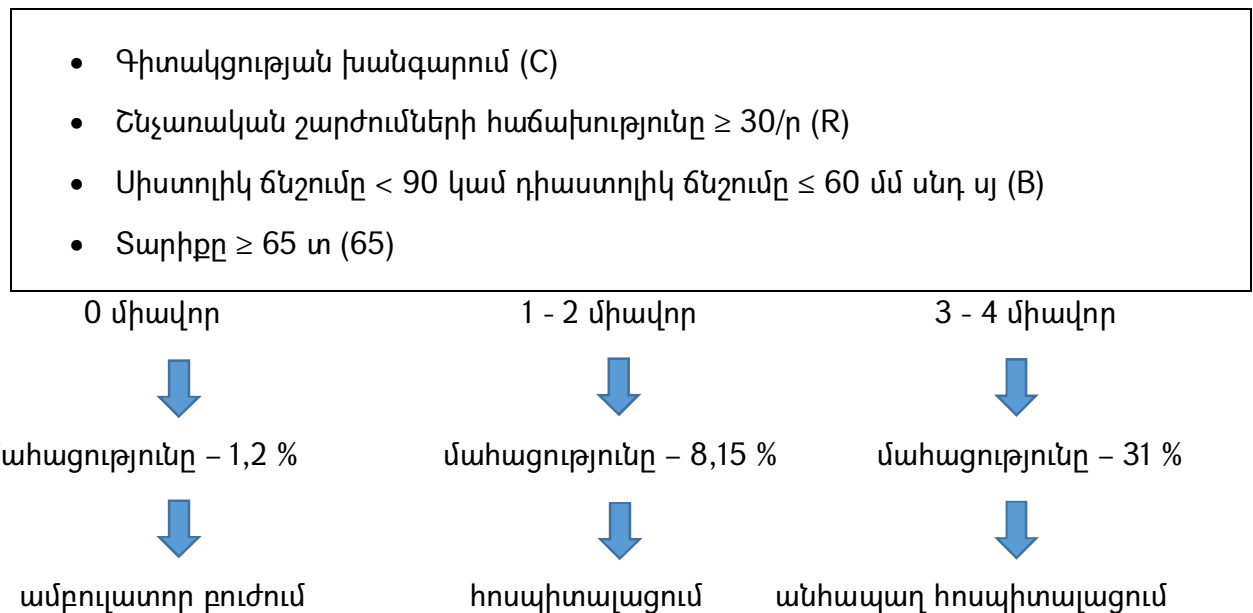 • Գիտակցության խանգարում (C)
• Շնչառական շարժումների հաճախությունը ≥ 30/ր (R)
• Սիստոլիկ ճնշումը < 90 կամ դիաստոլիկ ճնշումը ≤ 60 մմ սնդ սյ (B)
• Տարիքը ≥ 65 տ (65)
0 միավոր 1 - 2 միավոր 3 - 4 միավոր
մահացությունը – 1,2 % մահացությունը – 8,15 % մահացությունը – 31 %
ամբուլատոր բուժում հոսպիտալացում անհապաղ հոսպիտալացում